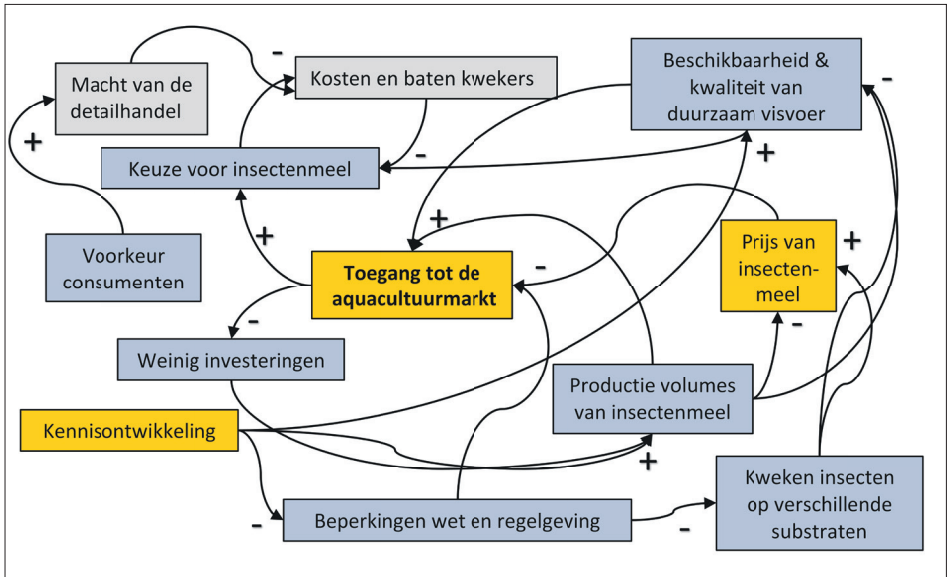 Macht van de
detailhandel
-
Kosten en baten kwekers
Beschikbaarheid &
kwaliteit van
duurzaam visvoer
-
+
Keuze voor insectenmeel
-
+
Voorkeur
consumenten
+
Toegang tot de
aquacultuurmarkt
+
-
Prijs van
insecten-
meel
+
-
-
Weinig investeringen
Productie volumes
van insectenmeel
Kennisontwikkeling
+
-
Beperkingen wet en regelgeving
-
Kweken insecten
op verschillende
substraten